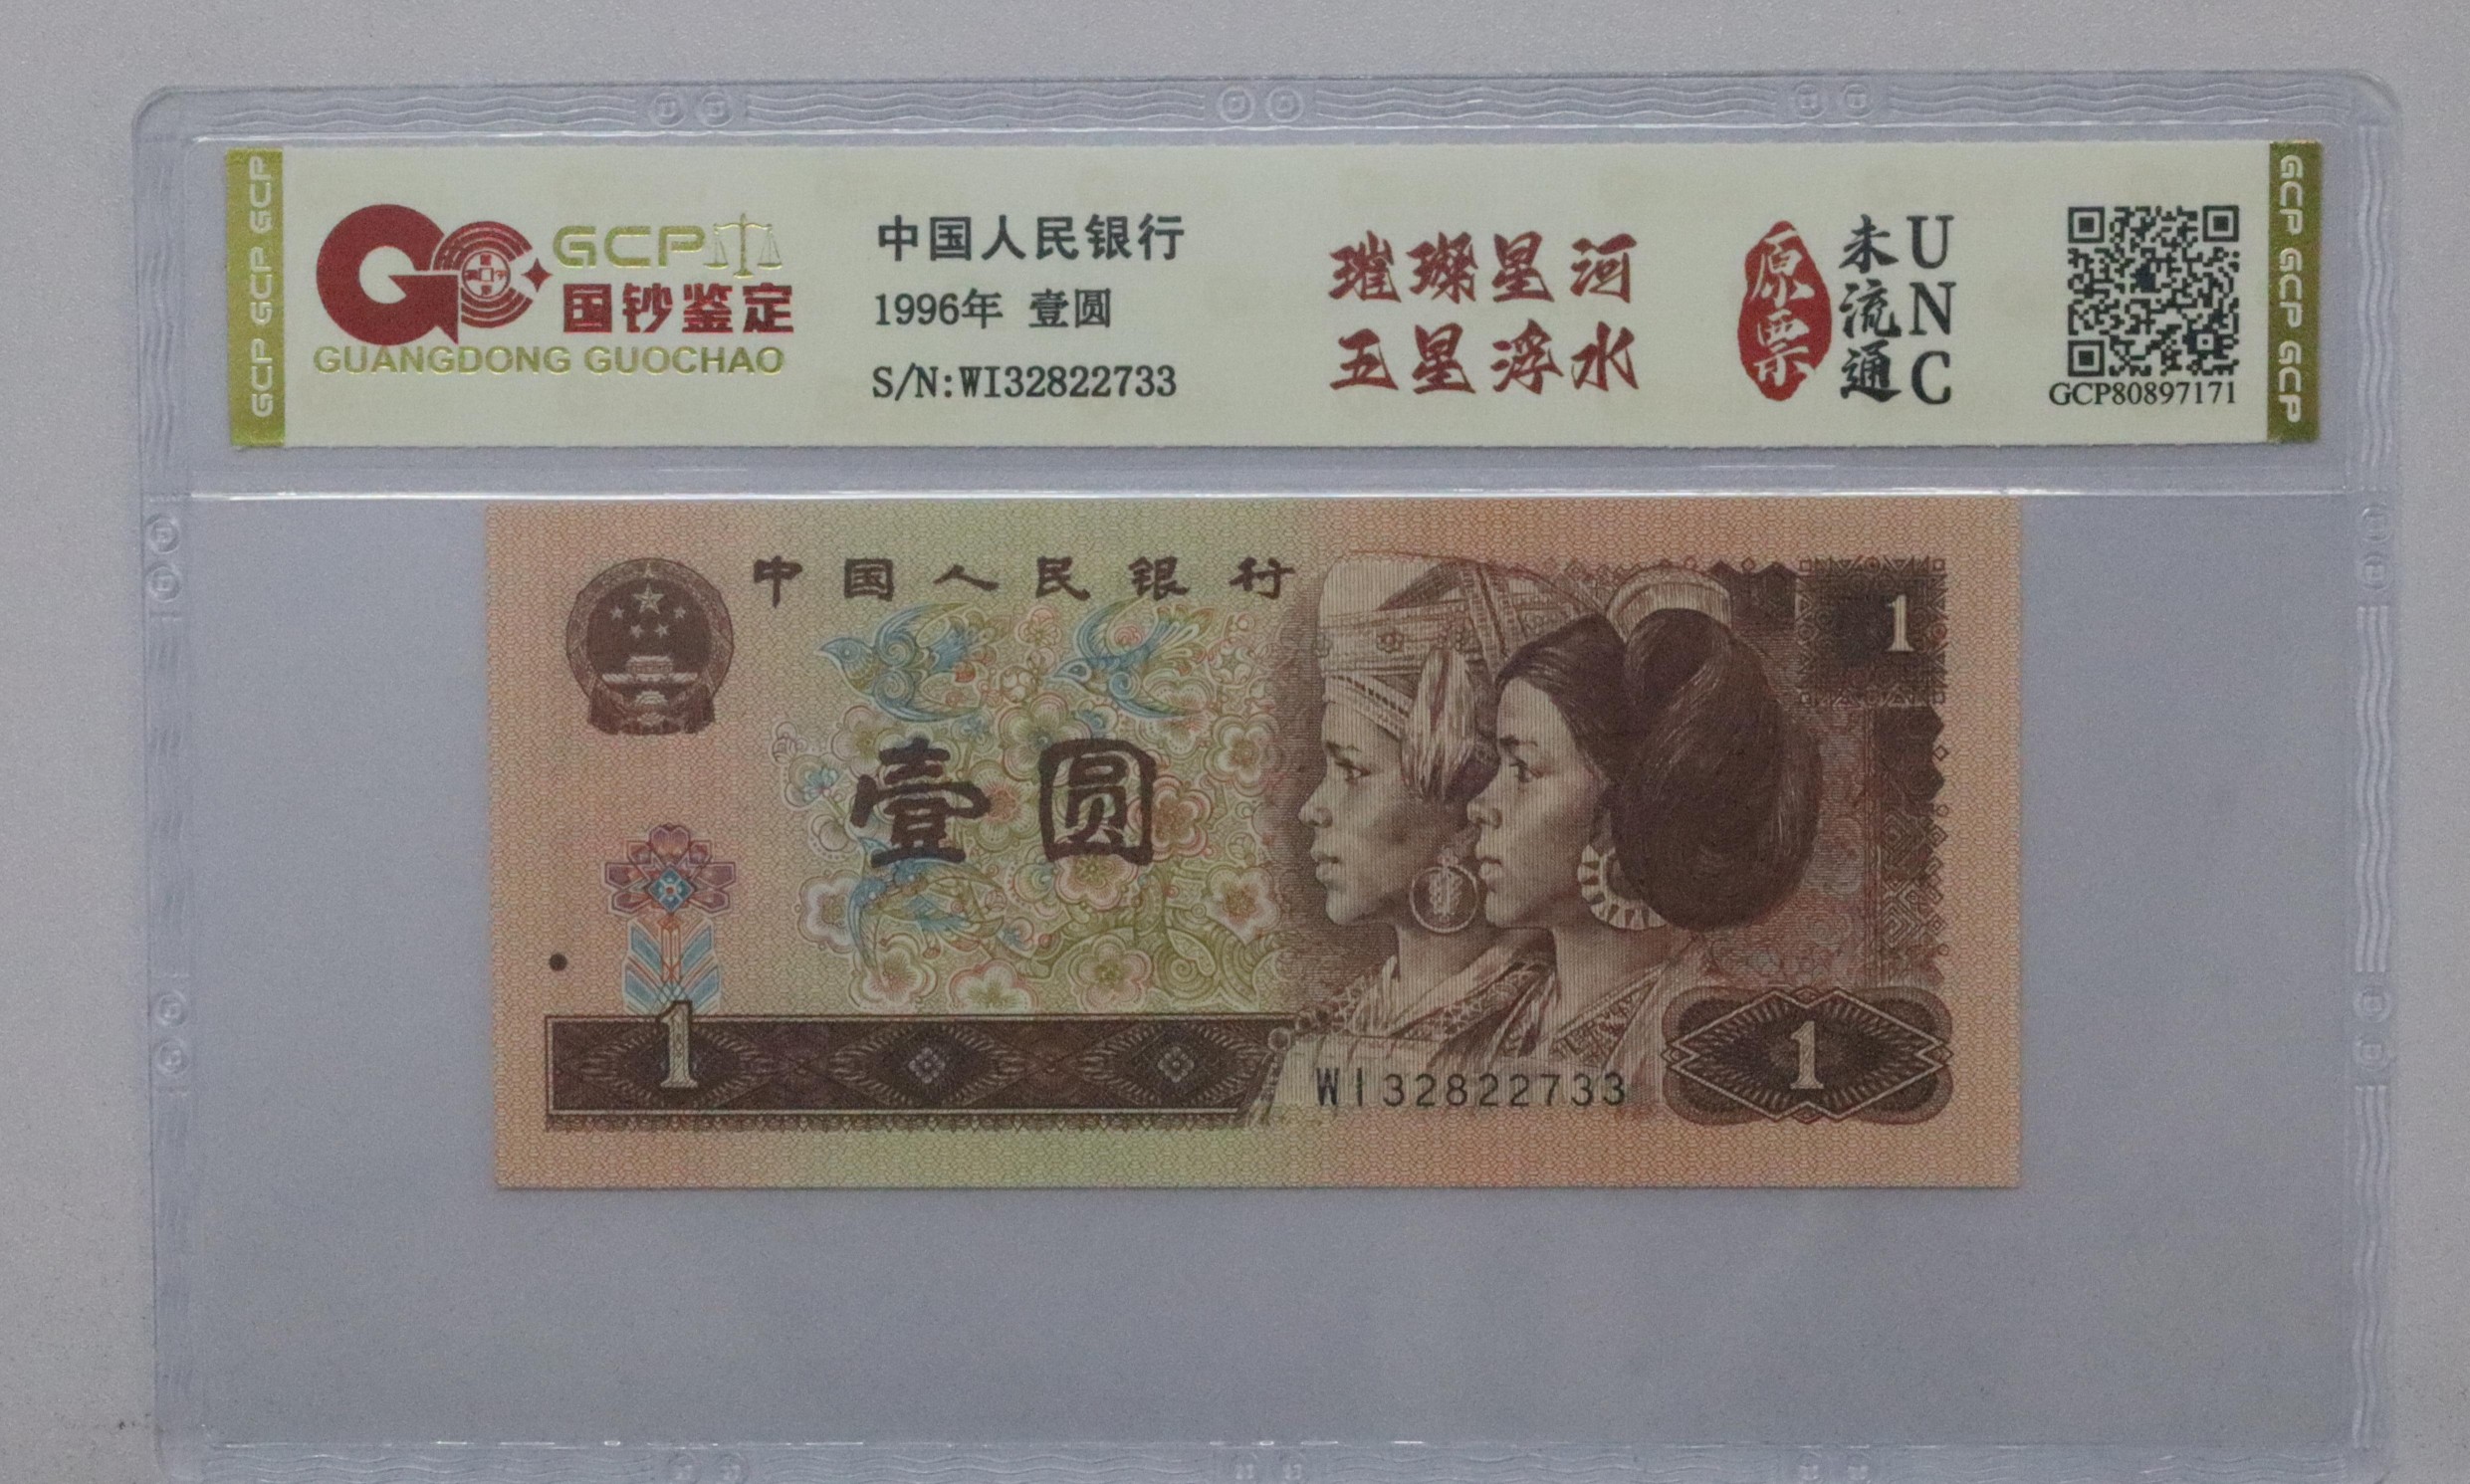 GCP GCP GCP
GCP
国钞鉴定
GUANGDONG GUOCHAO
中国人民银行
1996年 壹圆
S/N:WI32822733
璀璨星河
五星浮水
原票
未流通
UNC
GCP80897171
GCP GCP GCP
中国人民银行
1
壹圆
1
WI32822733
1